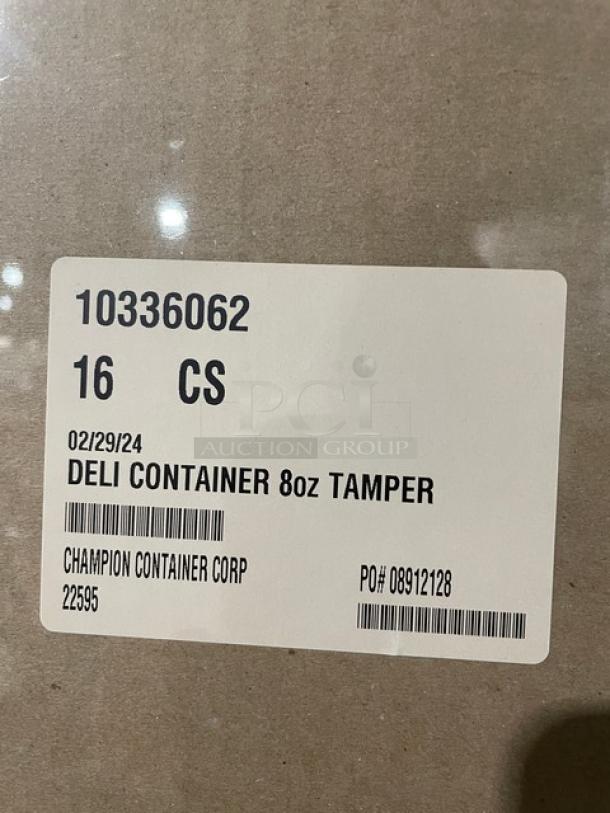 10336062
16 CS
PCi
AUCTION GROUP
02/29/24
DELI CONTAINER 8oz TAMPER
CHAMPION CONTAINER CORP
22595
PO# 08912128